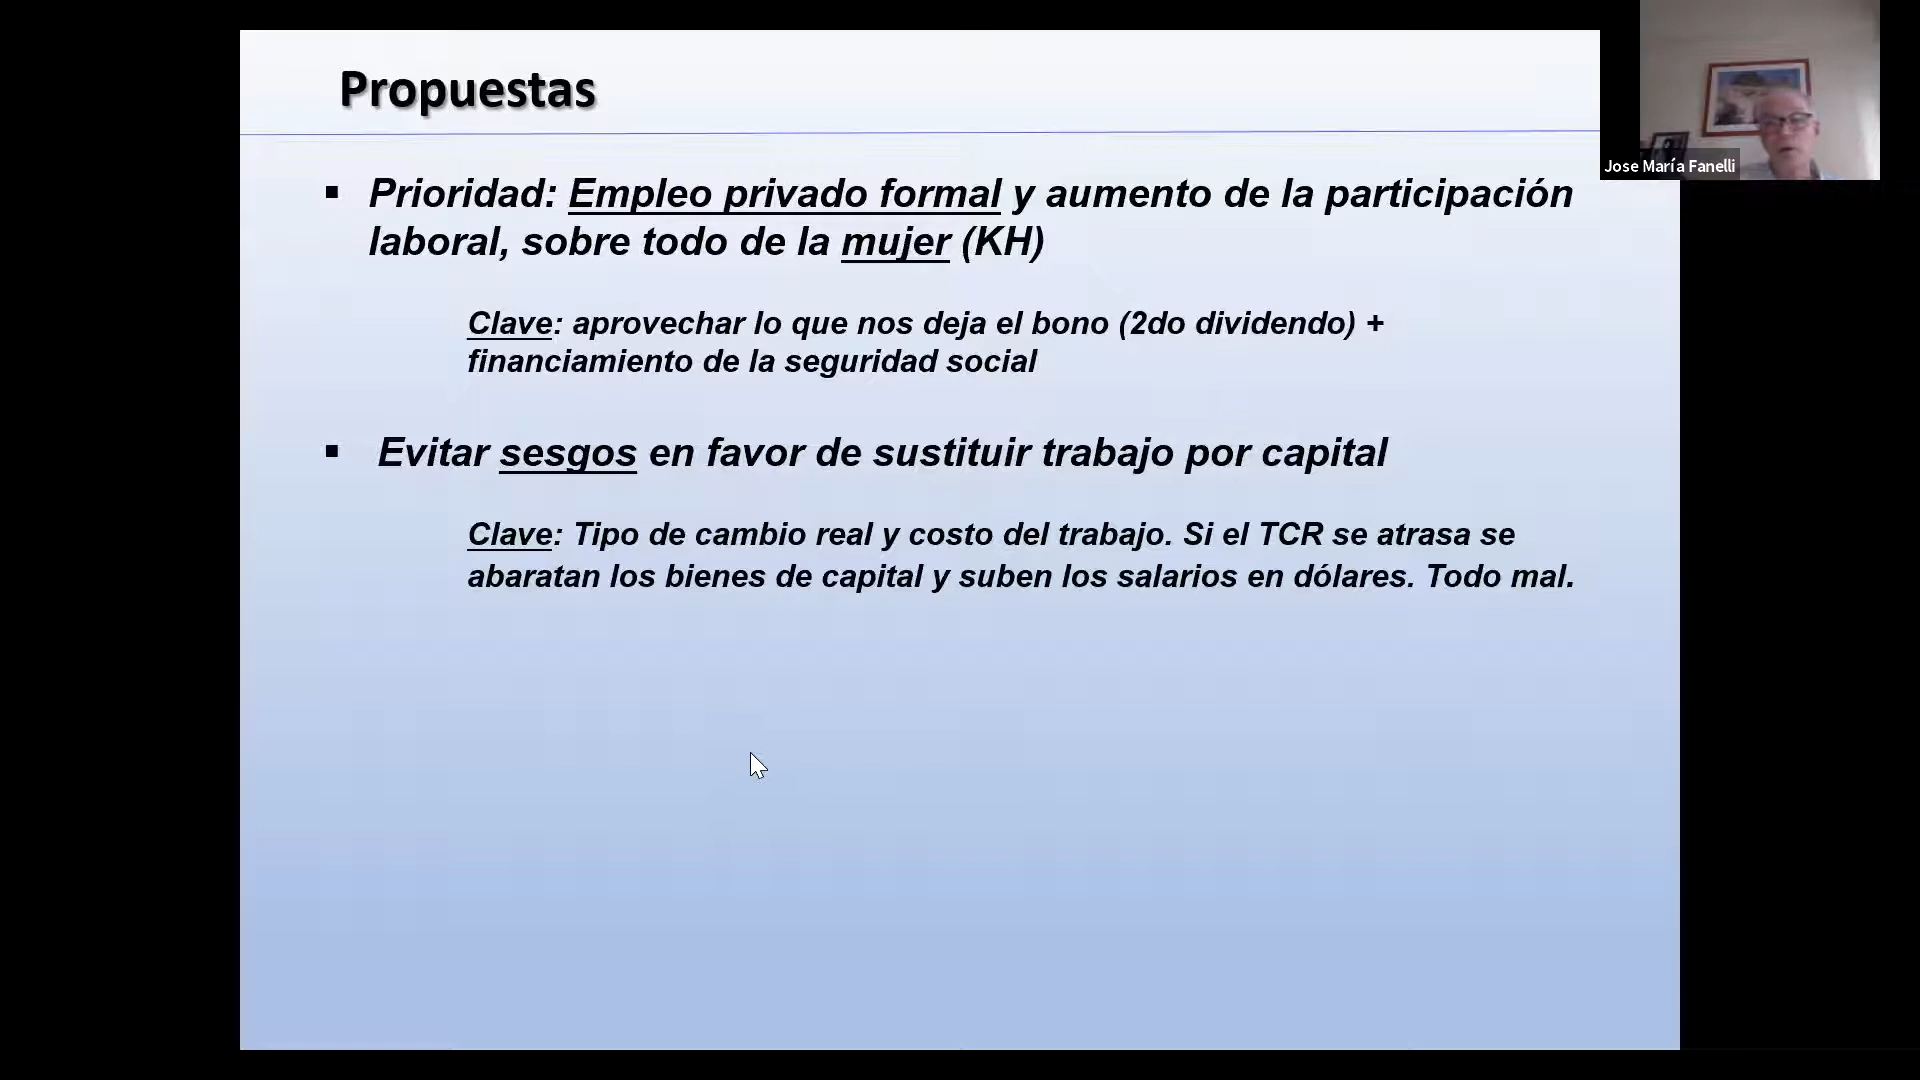 Propuestas
Jose María Fanelli
▪ Prioridad: Empleo privado formal y aumento de la participación
laboral, sobre todo de la mujer (KH)
Clave: aprovechar lo que nos deja el bono (2do dividendo) +
financiamiento de la seguridad social
▪ Evitar sesgos en favor de sustituir trabajo por capital
Clave: Tipo de cambio real y costo del trabajo. Si el TCR se atrasa se
abaratan los bienes de capital y suben los salarios en dólares. Todo mal.